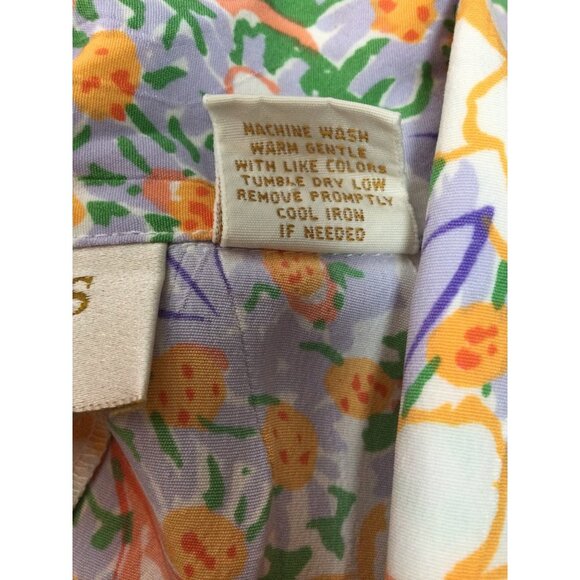 MACHINE WASH
WARM GENTLE
WITH LIKE COLORS
TUMBLE DRY LOW
REMOVE PROMPTLY
COOL IRON
IF NEEDED
S